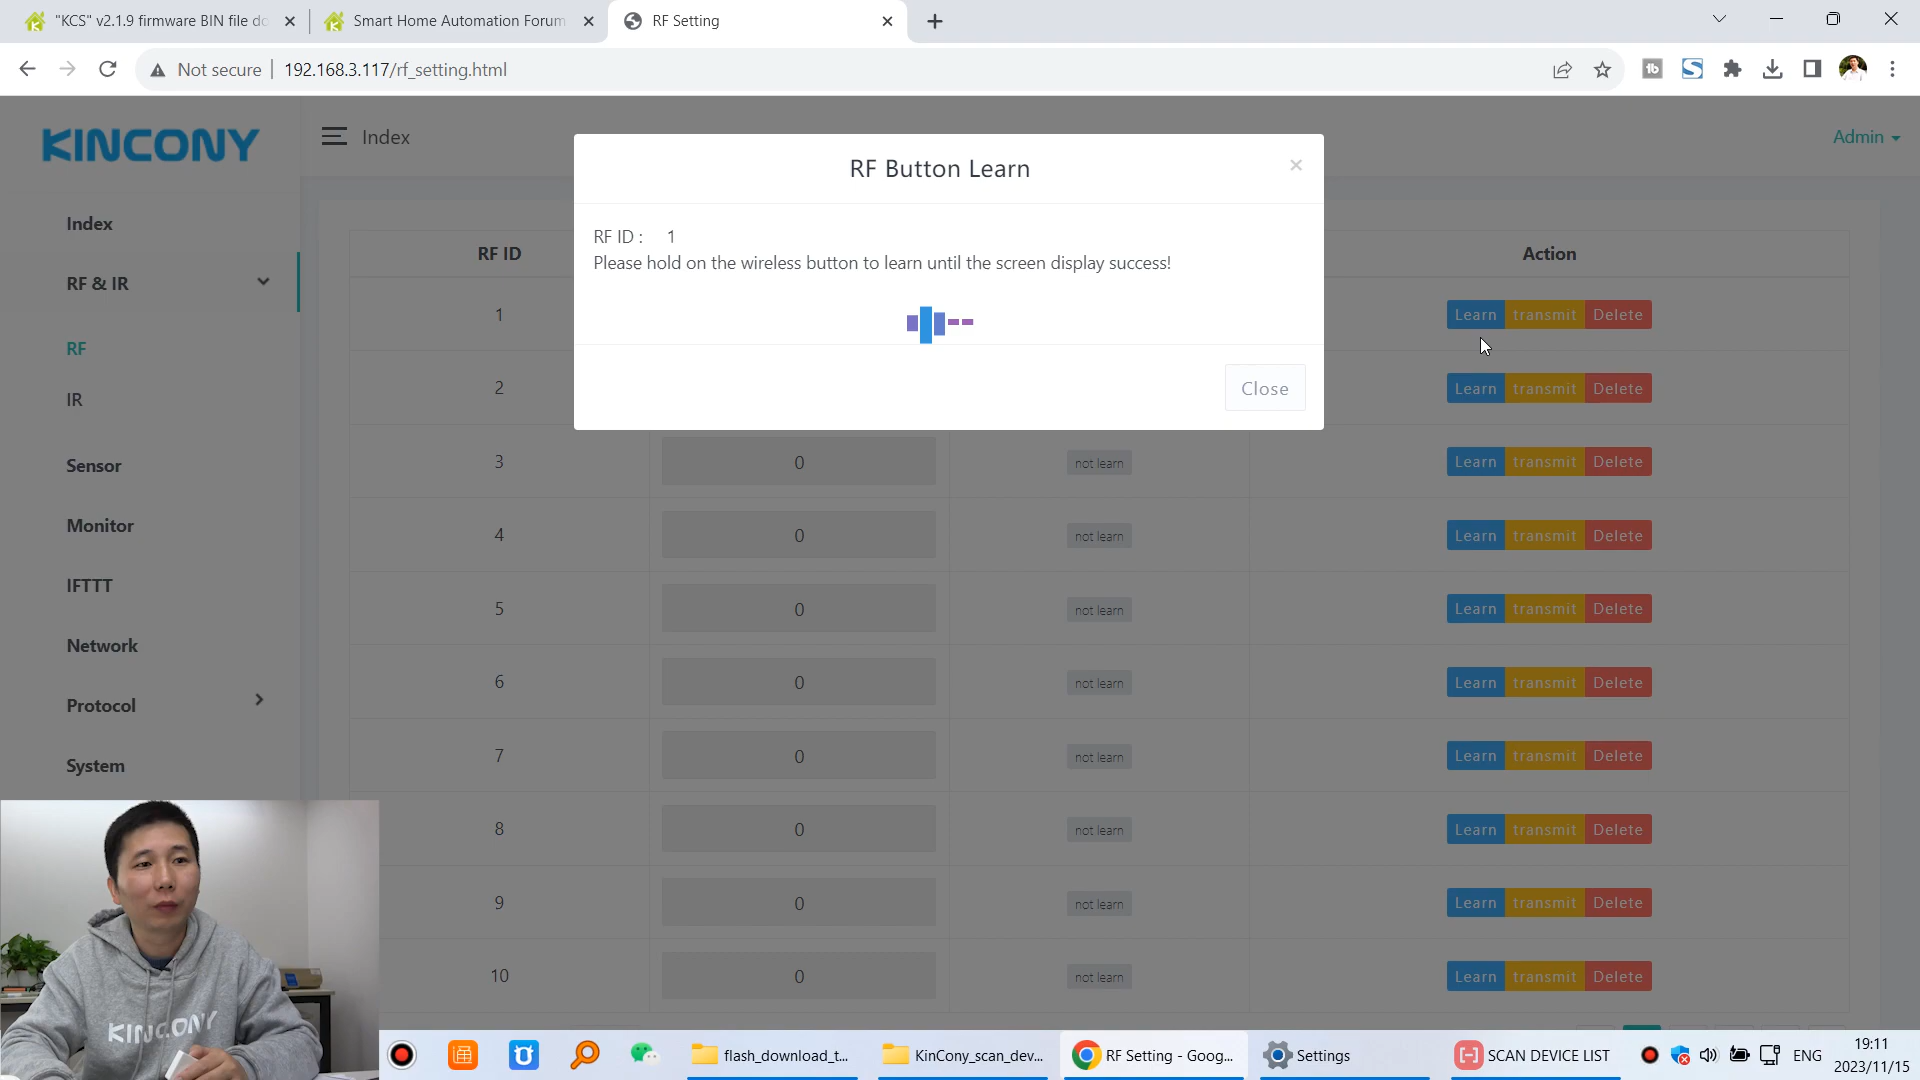 "KCS" v2.1.9 firmware BIN file do
Smart Home Automation Forum
RF Setting
Not secure
192.168.3.117/rf_setting.html
KINCONY
Index
Admin
RF Button Learn
RF ID : 1
Please hold on the wireless button to learn until the screen display success!
Close
Index
RF & IR
RF
IR
Sensor
Monitor
IFTTT
Network
Protocol
System
RF ID
Action
1
Learn transmit Delete
2
Learn transmit Delete
3 0 not learn Learn transmit Delete
4 0 not learn Learn transmit Delete
5 0 not learn Learn transmit Delete
6 0 not learn Learn transmit Delete
7 0 not learn Learn transmit Delete
8 0 not learn Learn transmit Delete
9 0 not learn Learn transmit Delete
10 0 not learn Learn transmit Delete
KINCONY
flash_download_t...
KinCony_scan_dev...
RF Setting - Goog...
Settings
SCAN DEVICE LIST
ENG
19:11
2023/11/15